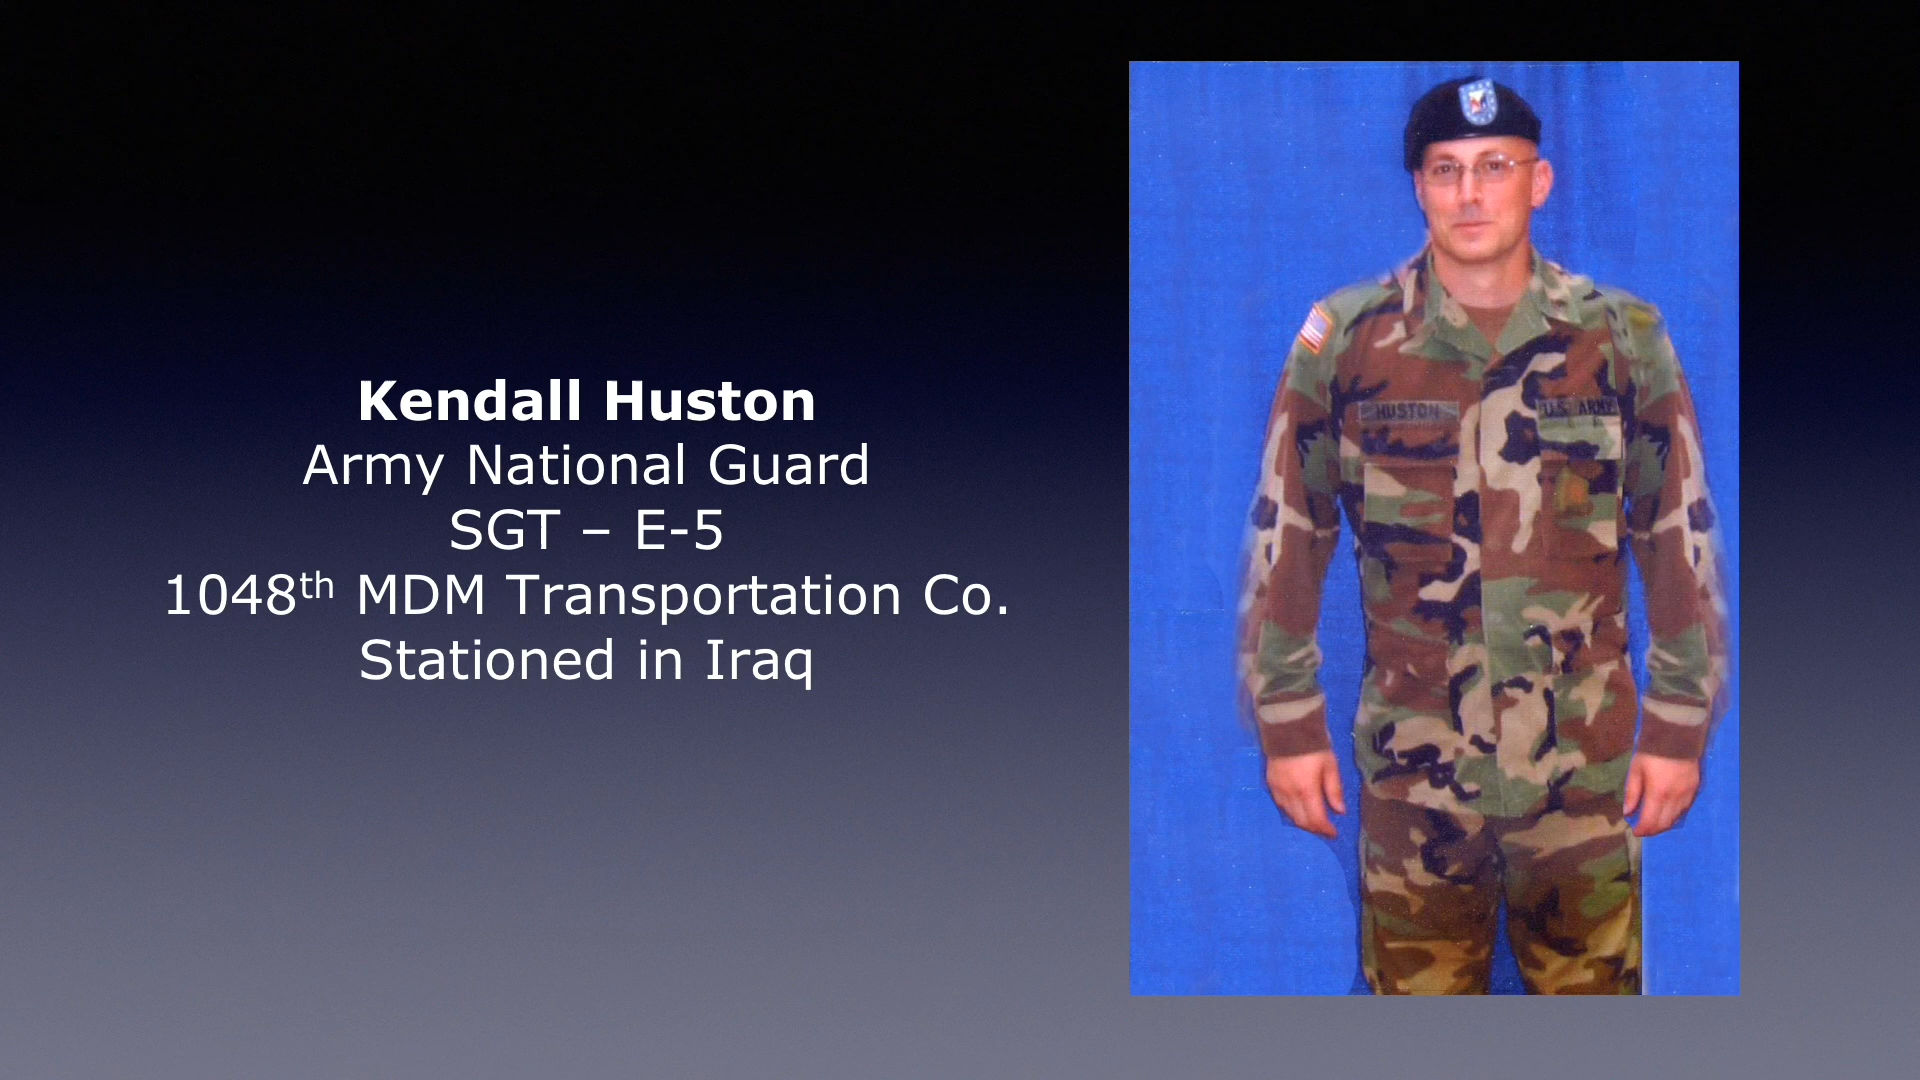 Kendall Huston
Army National Guard
SGT – E-5
1048th MDM Transportation Co.
Stationed in Iraq
HUSTON
U.S. ARMY